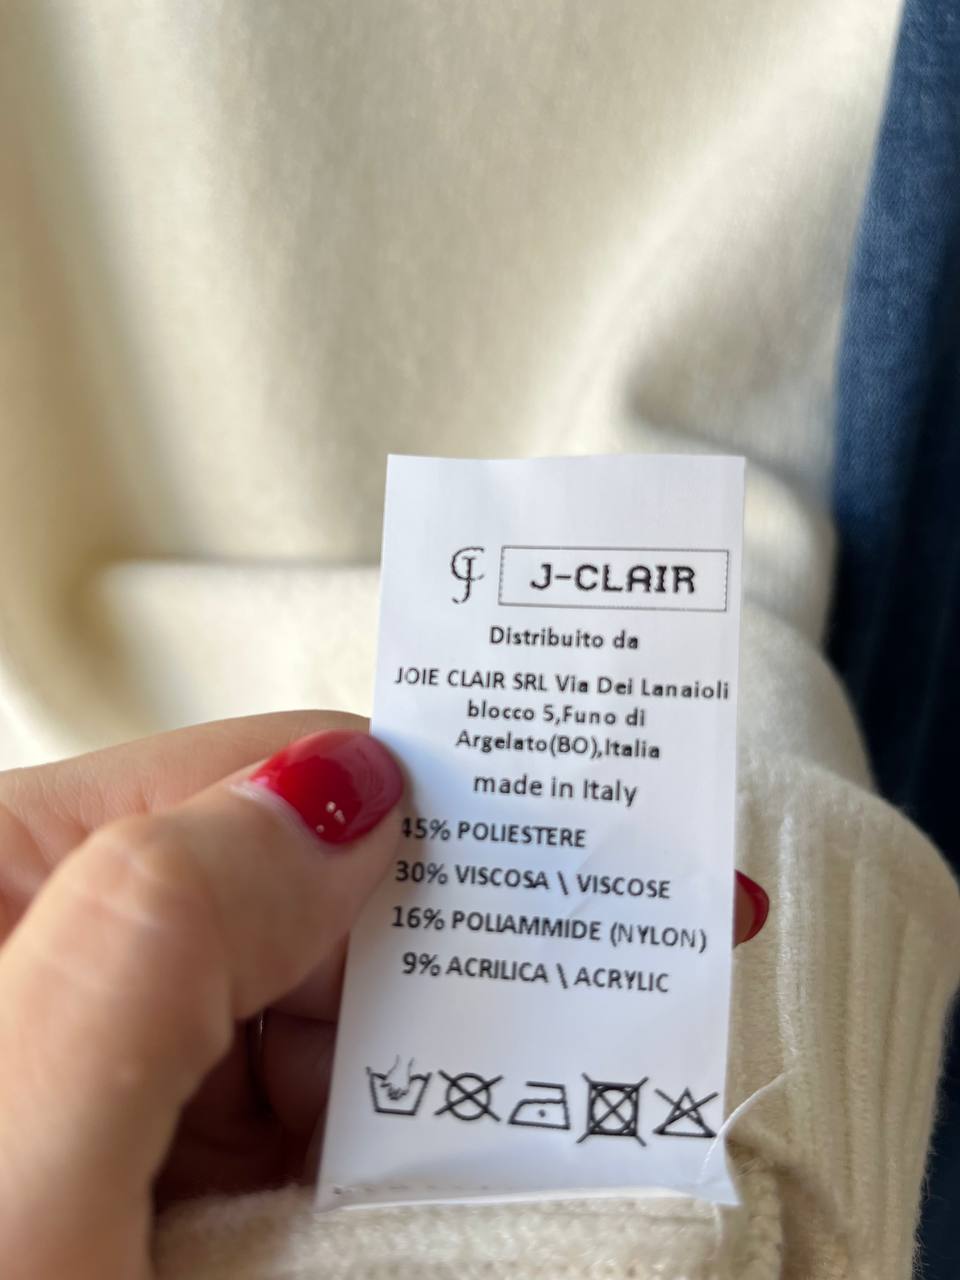 J-CLAIR
Distribuito da
JOIE CLAIR SRL Via Dei Lanaioli
blocco 5,Funo di
Argelato(BO),Italia
made in Italy
45% POLIESTERE
30% VISCOSA \ VISCOSE
16% POLIAMMIDE (NYLON)
9% ACRILICA \ ACRYLIC